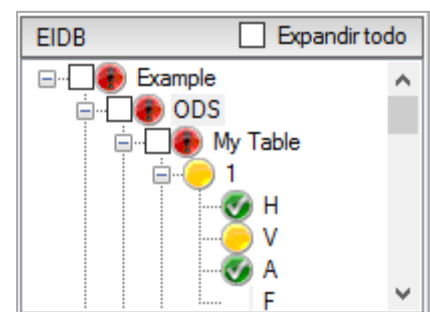 EIDB Expandir todo
Example
ODS
My Table
1
H
V
A
F